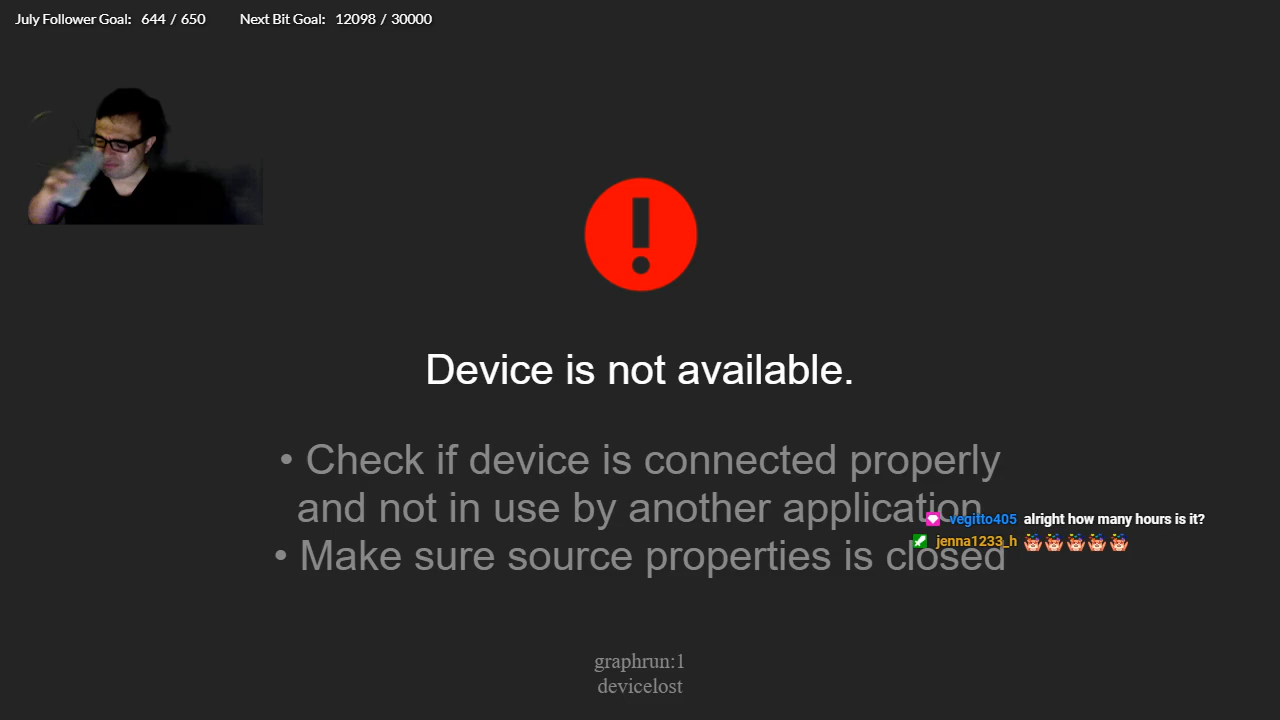 July Follower Goal: 644 / 650 Next Bit Goal: 12098 / 30000
Device is not available.
• Check if device is connected properly
and not in use by another application.
vegitto405 alright how many hours is it?
jenna1233_h
• Make sure source properties is closed
graphrun:1
devicelost